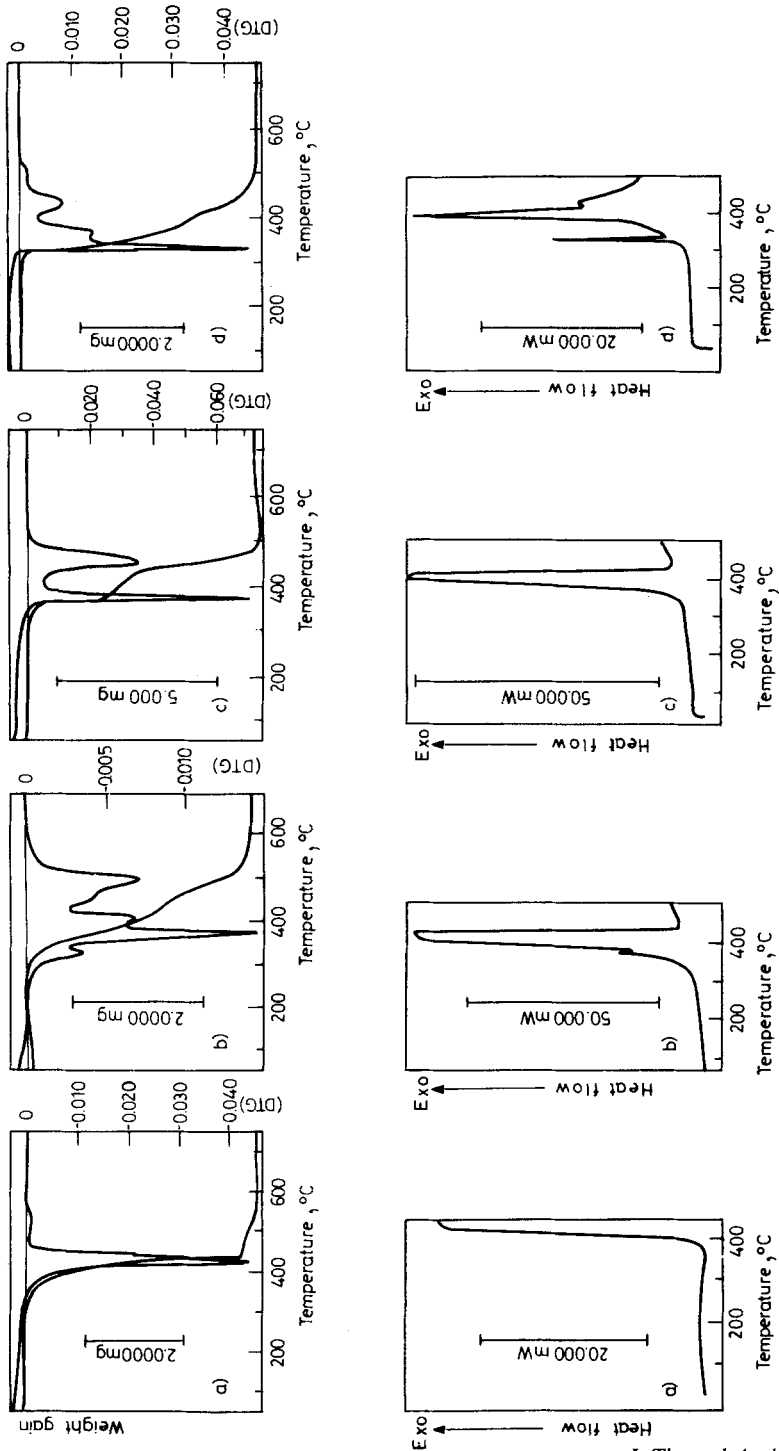 Weight gain
0
-0.010
-0.020
-0.030
-0.040
(DTG)
2.0000mg
a)
200
400
600
Temperature, °C
0
-0.005
-0.010
(DTG)
2.0000 mg
b)
200
400
600
Temperature, °C
0
-0.020
-0.040
-0.060
(DTG)
5.000 mg
c)
200
400
600
Temperature, °C
0
-0.010
-0.020
-0.030
-0.040
(DTG)
2.0000 mg
d)
200
400
600
Temperature, °C
Exo
Heat flow
20.000 mW
a)
200
400
Temperature, °C
Exo
Heat flow
50.000 mW
b)
200
400
Temperature, °C
Exo
Heat flow
50.000 mW
c)
200
400
Temperature, °C
Exo
Heat flow
20.000 mW
d)
200
400
Temperature, °C